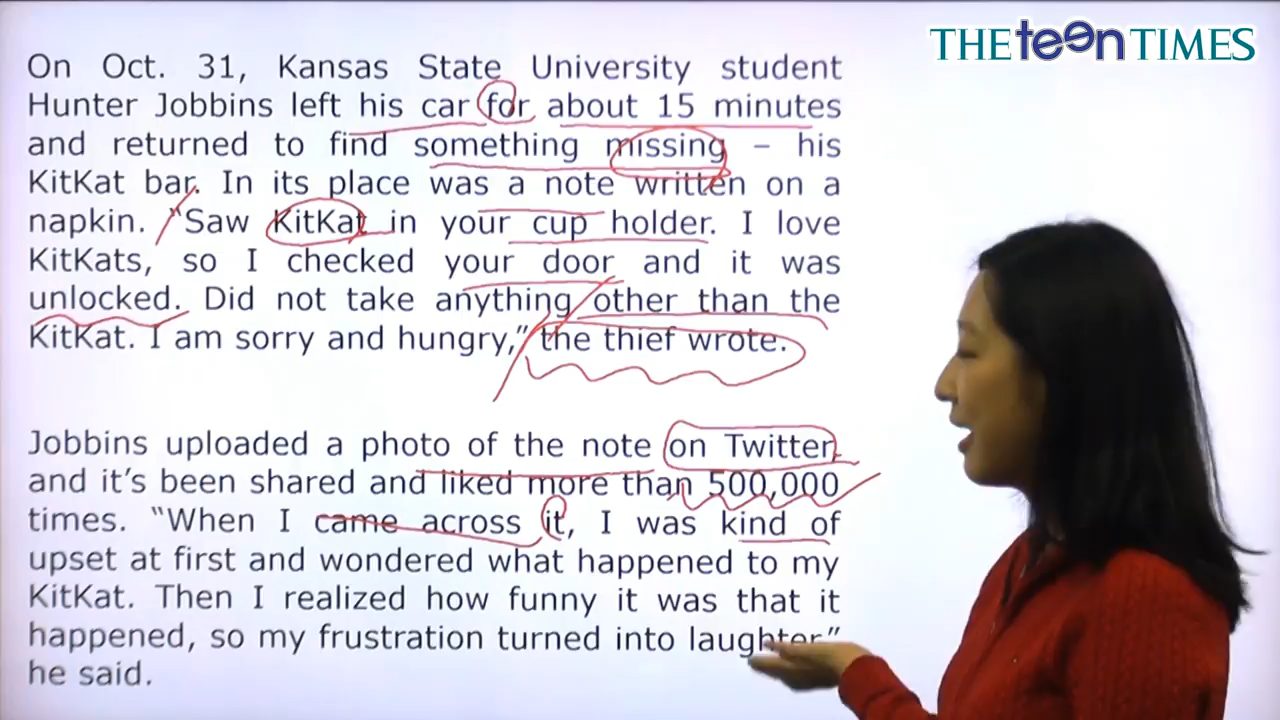 THE teen TIMES
On Oct. 31, Kansas State University student
Hunter Jobbins left his car for about 15 minutes
and returned to find something missing – his
KitKat bar. In its place was a note written on a
napkin. “Saw KitKat in your cup holder. I love
KitKats, so I checked your door and it was
unlocked. Did not take anything other than the
KitKat. I am sorry and hungry,” the thief wrote.
Jobbins uploaded a photo of the note on Twitter
and it’s been shared and liked more than 500,000
times. “When I came across it, I was kind of
upset at first and wondered what happened to my
KitKat. Then I realized how funny it was that it
happened, so my frustration turned into laughter”
he said.